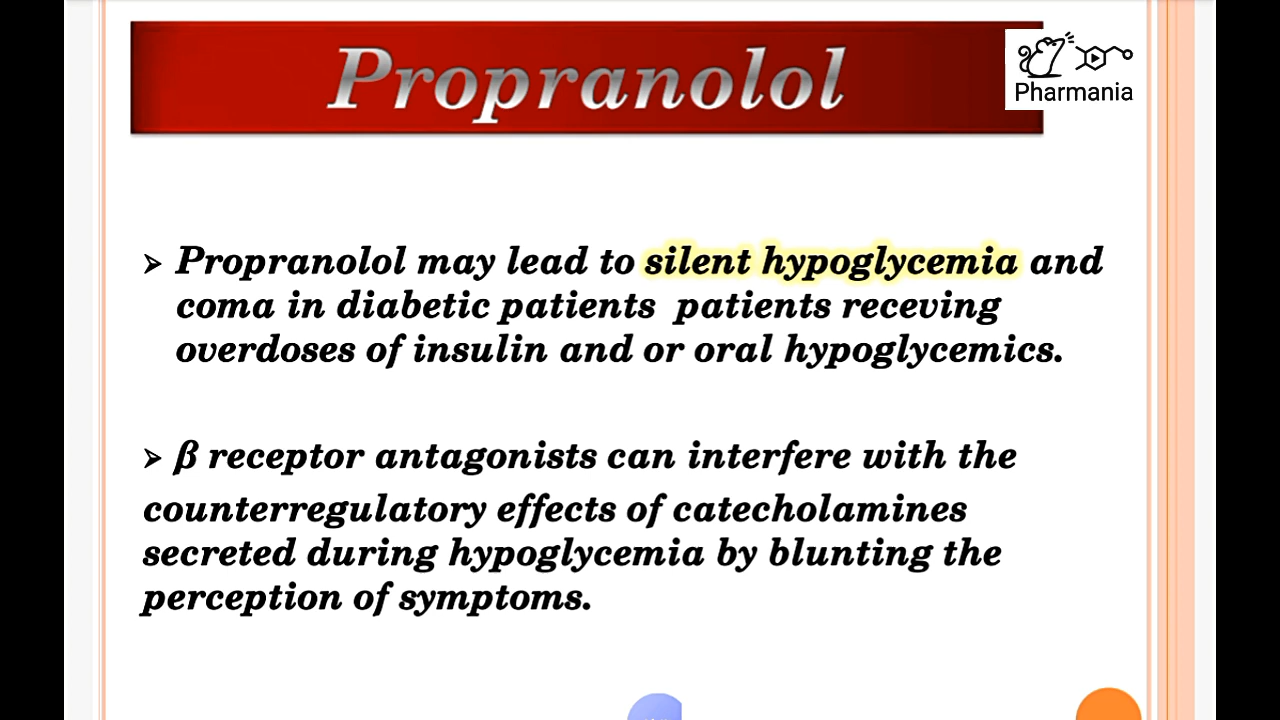 Propranolol
Pharmania
➢ Propranolol may lead to silent hypoglycemia and
coma in diabetic patients patients receving
overdoses of insulin and or oral hypoglycemics.
➢ β receptor antagonists can interfere with the
counterregulatory effects of catecholamines
secreted during hypoglycemia by blunting the
perception of symptoms.